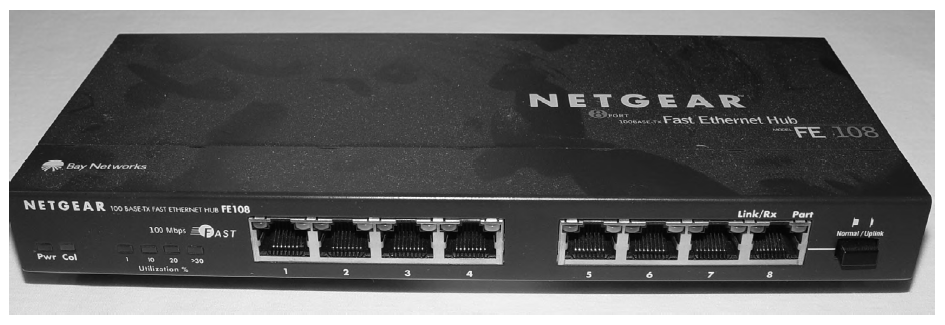 NETGEAR™
8 PORT
100BASE-TX Fast Ethernet Hub
MODEL FE 108
Bay Networks
NETGEAR 100 BASE-TX FAST ETHERNET HUB FE108
Link/Rx Part
Normal / Uplink
100 Mbps FAST
Pwr Col
1 10 20 >30
Utilization %
1 2 3 4 5 6 7 8